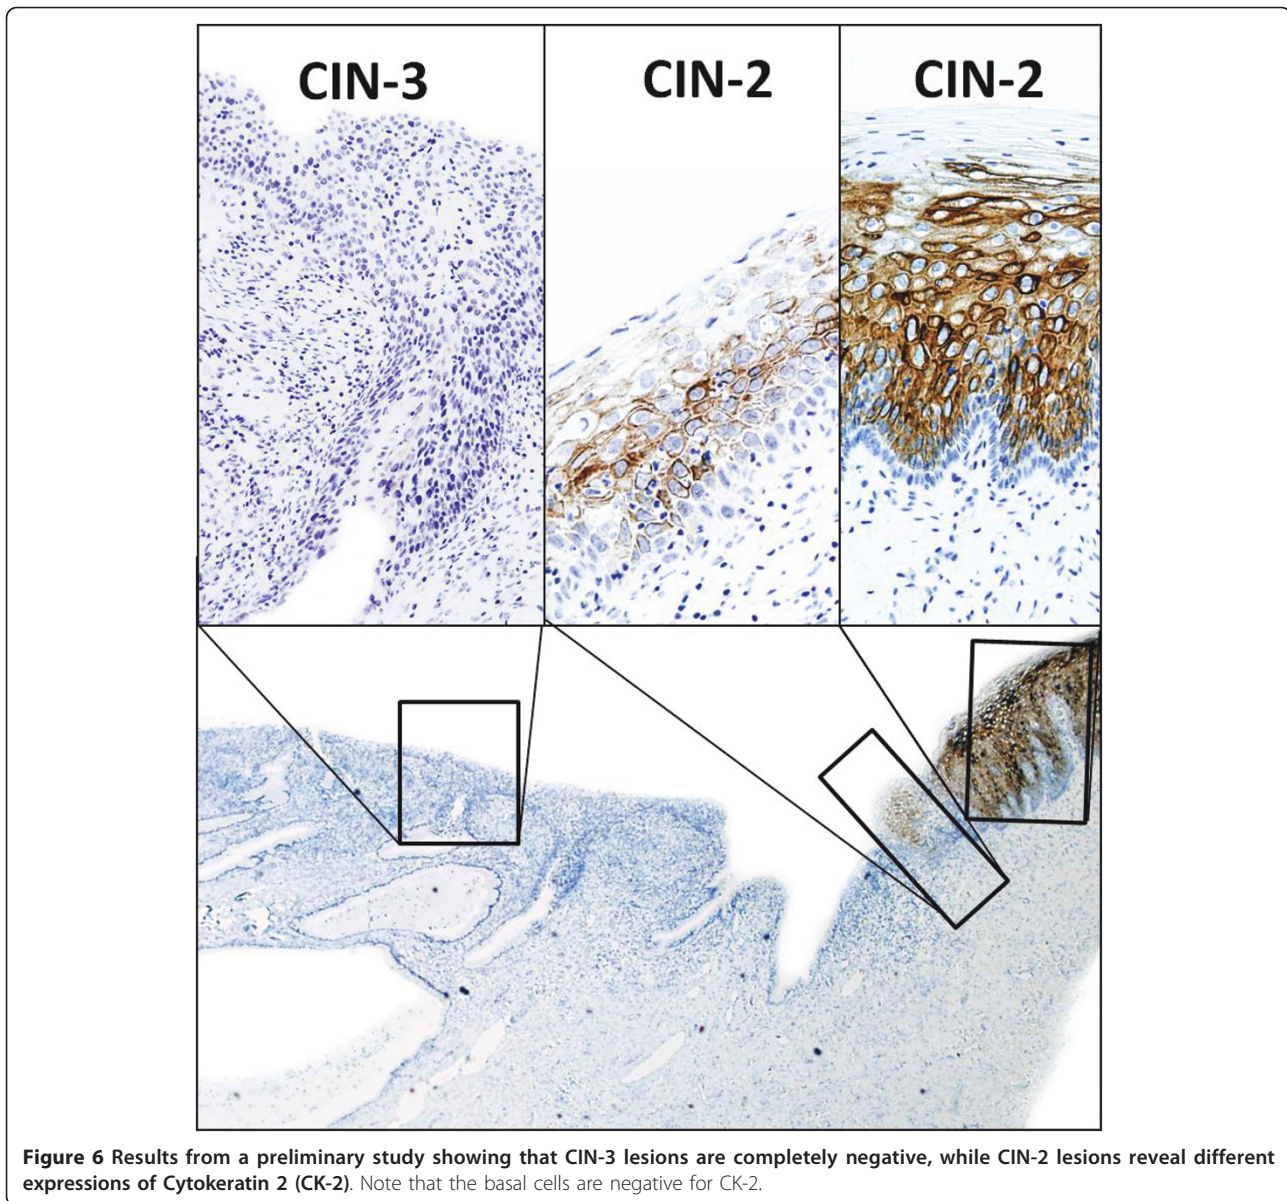 CIN-3
CIN-2
CIN-2
Figure 6 Results from a preliminary study showing that CIN-3 lesions are completely negative, while CIN-2 lesions reveal different
expressions of Cytokeratin 2 (CK-2). Note that the basal cells are negative for CK-2.